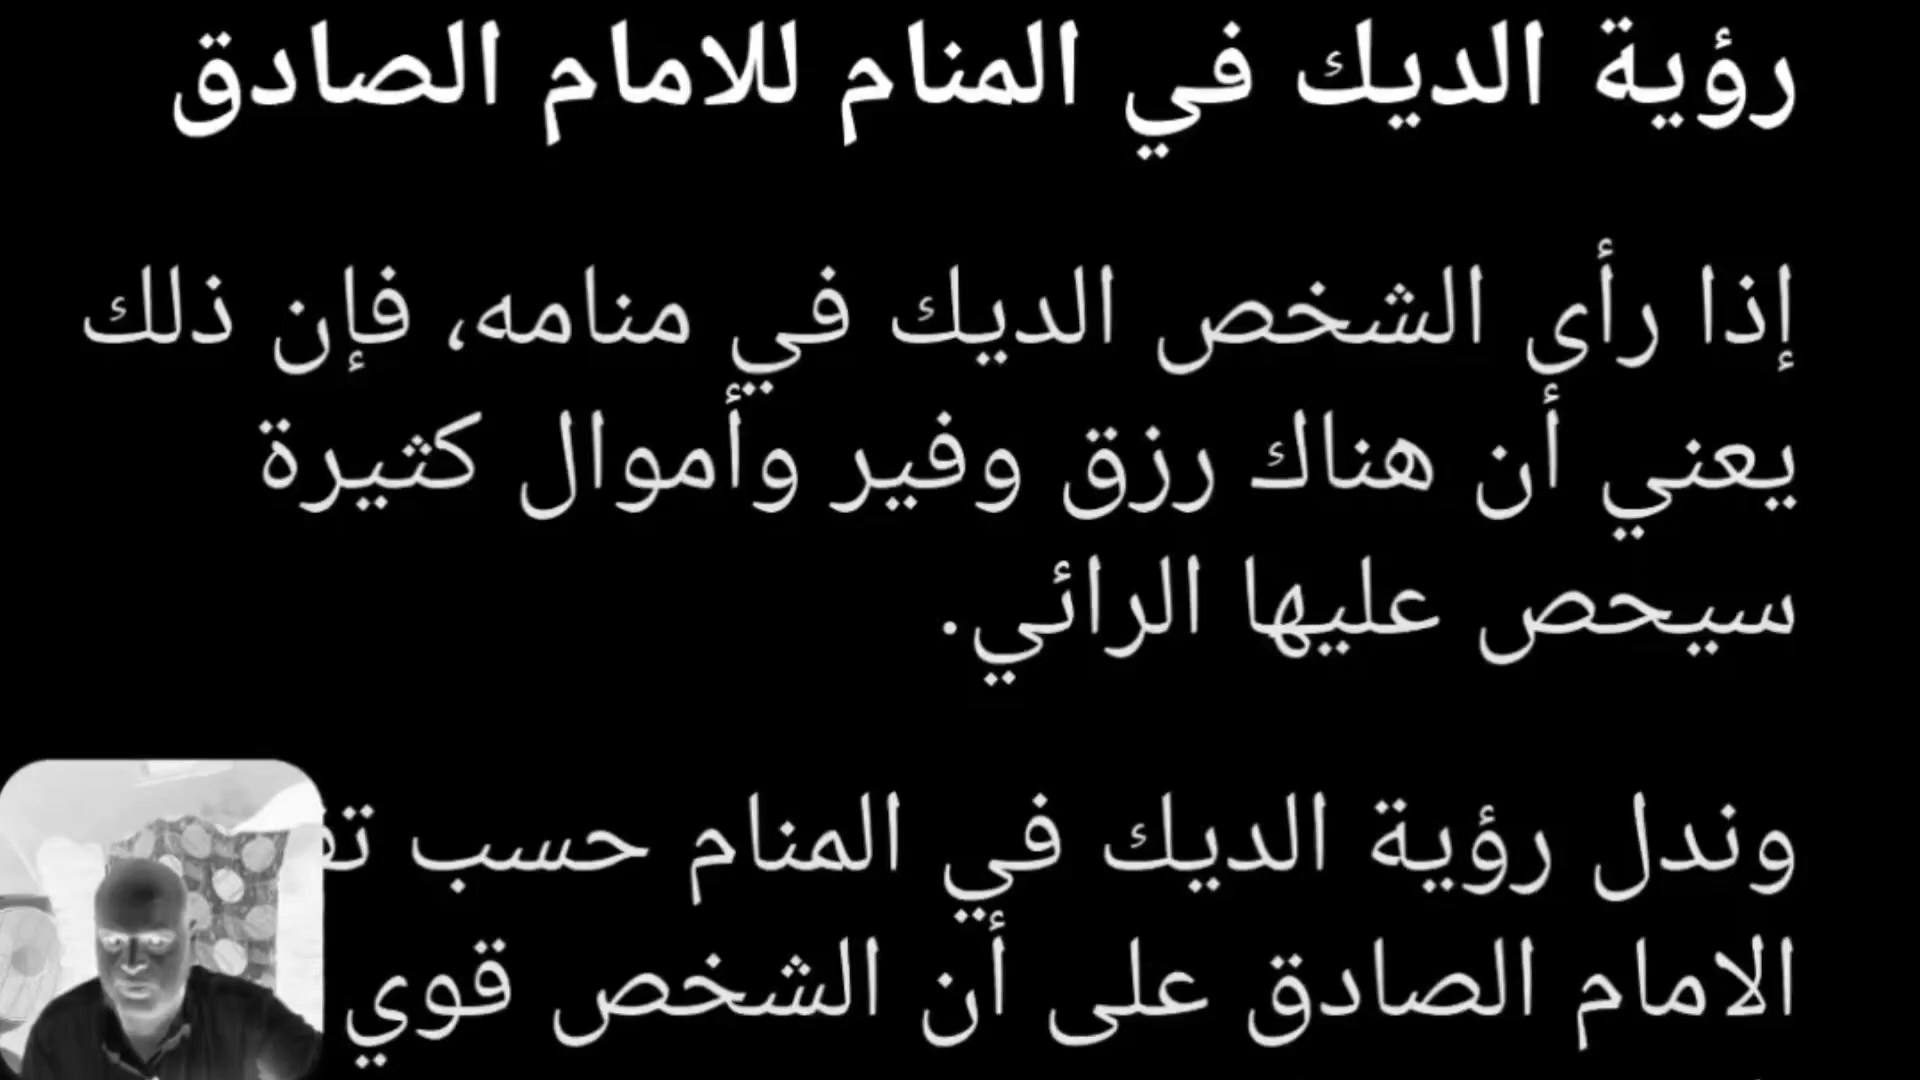 رؤية الديك في المنام للامام الصادق
إذا رأى الشخص الديك في منامه، فإن ذلك
يعني أن هناك رزق وفير وأموال كثيرة
سيحص عليها الرائي.
وندل رؤية الديك في المنام حسب
الامام الصادق على أن الشخص قوي